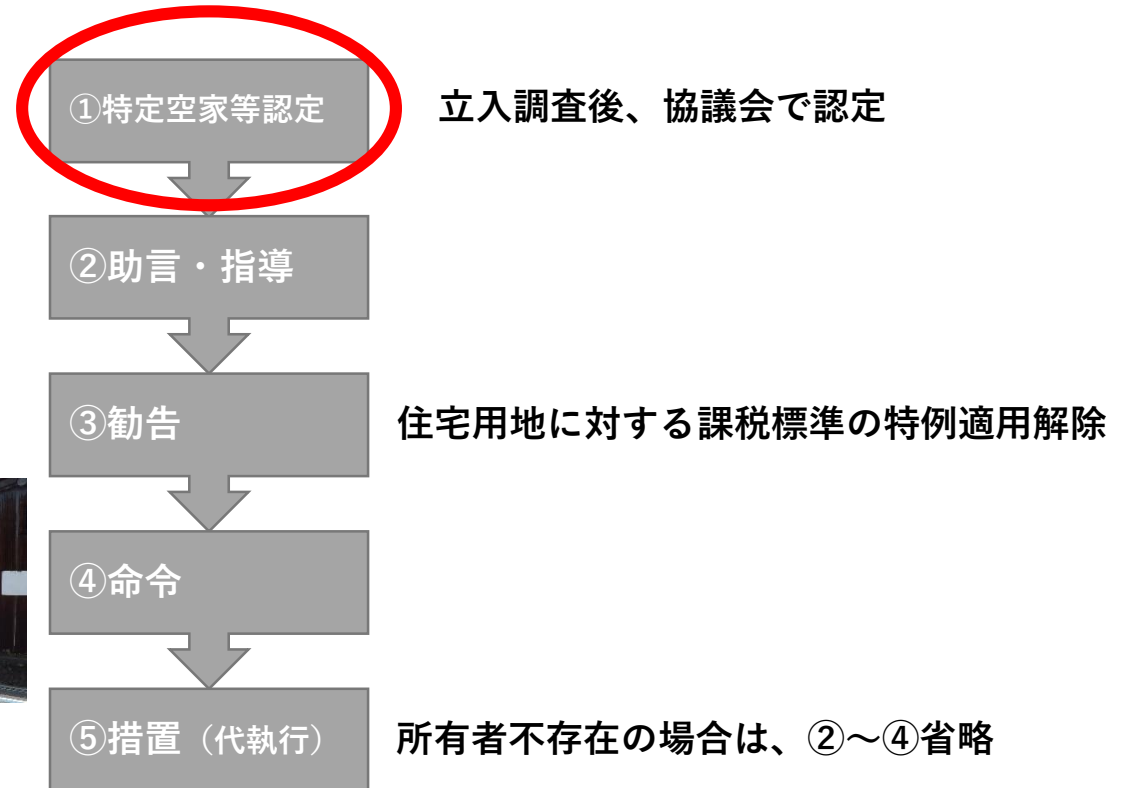 ①特定空家等認定
立入調査後、協議会で認定
②助言・指導
③勧告
住宅用地に対する課税標準の特例適用解除
④命令
⑤措置（代執行）
所有者不存在の場合は、②～④省略